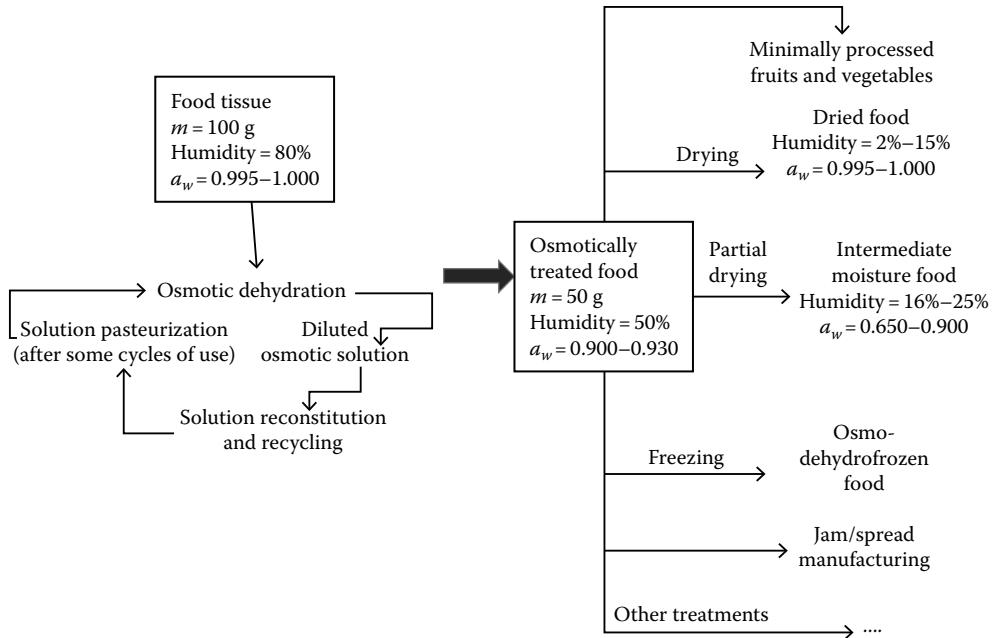 Food tissue
m = 100 g
Humidity = 80%
a_w = 0.995–1.000
Osmotic dehydration
Solution pasteurization
(after some cycles of use)
Diluted
osmotic solution
Solution reconstitution
and recycling
Osmotically
treated food
m = 50 g
Humidity = 50%
a_w = 0.900–0.930
Minimally processed
fruits and vegetables
Drying
Dried food
Humidity = 2%–15%
a_w = 0.995–1.000
Partial
drying
Intermediate
moisture food
Humidity = 16%–25%
a_w = 0.650–0.900
Freezing
Osmo-
dehydrofrozen
food
Jam/spread
manufacturing
Other treatments
....